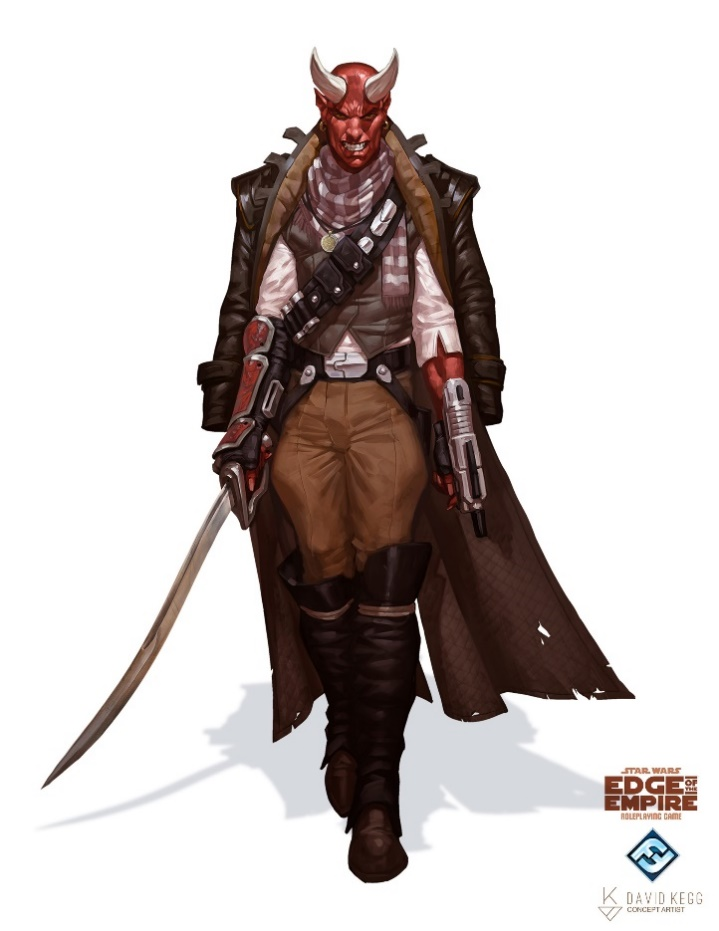 STAR WARS
EDGE OF THE
EMPIRE
ROLEPLAYING GAME
K DAVID KEGG
CONCEPT ARTIST